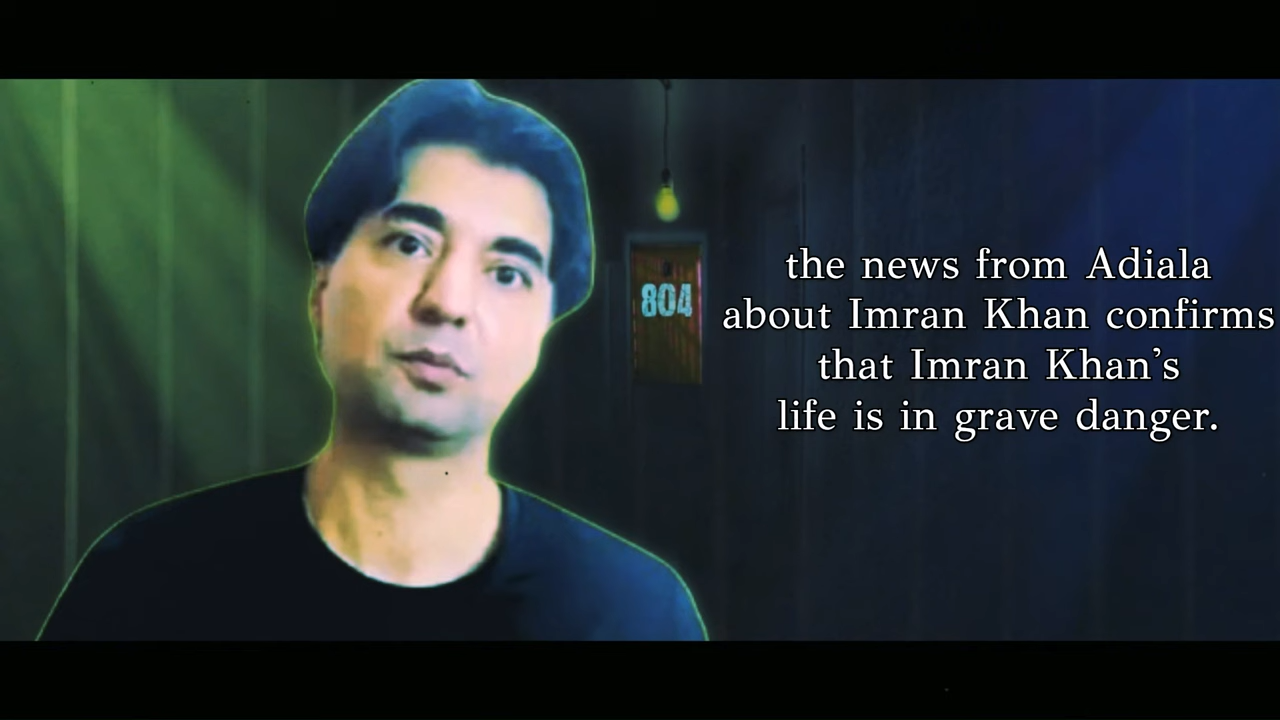 804
the news from Adiala
about Imran Khan confirms
that Imran Khan’s
life is in grave danger.